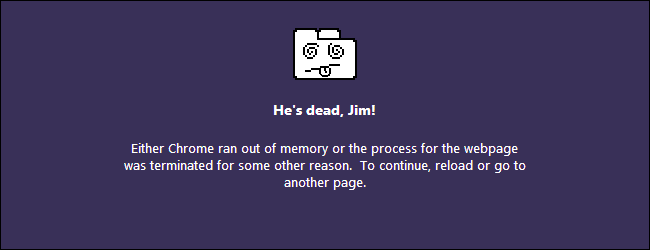 He's dead, Jim!
Either Chrome ran out of memory or the process for the webpage
was terminated for some other reason.  To continue, reload or go to
another page.